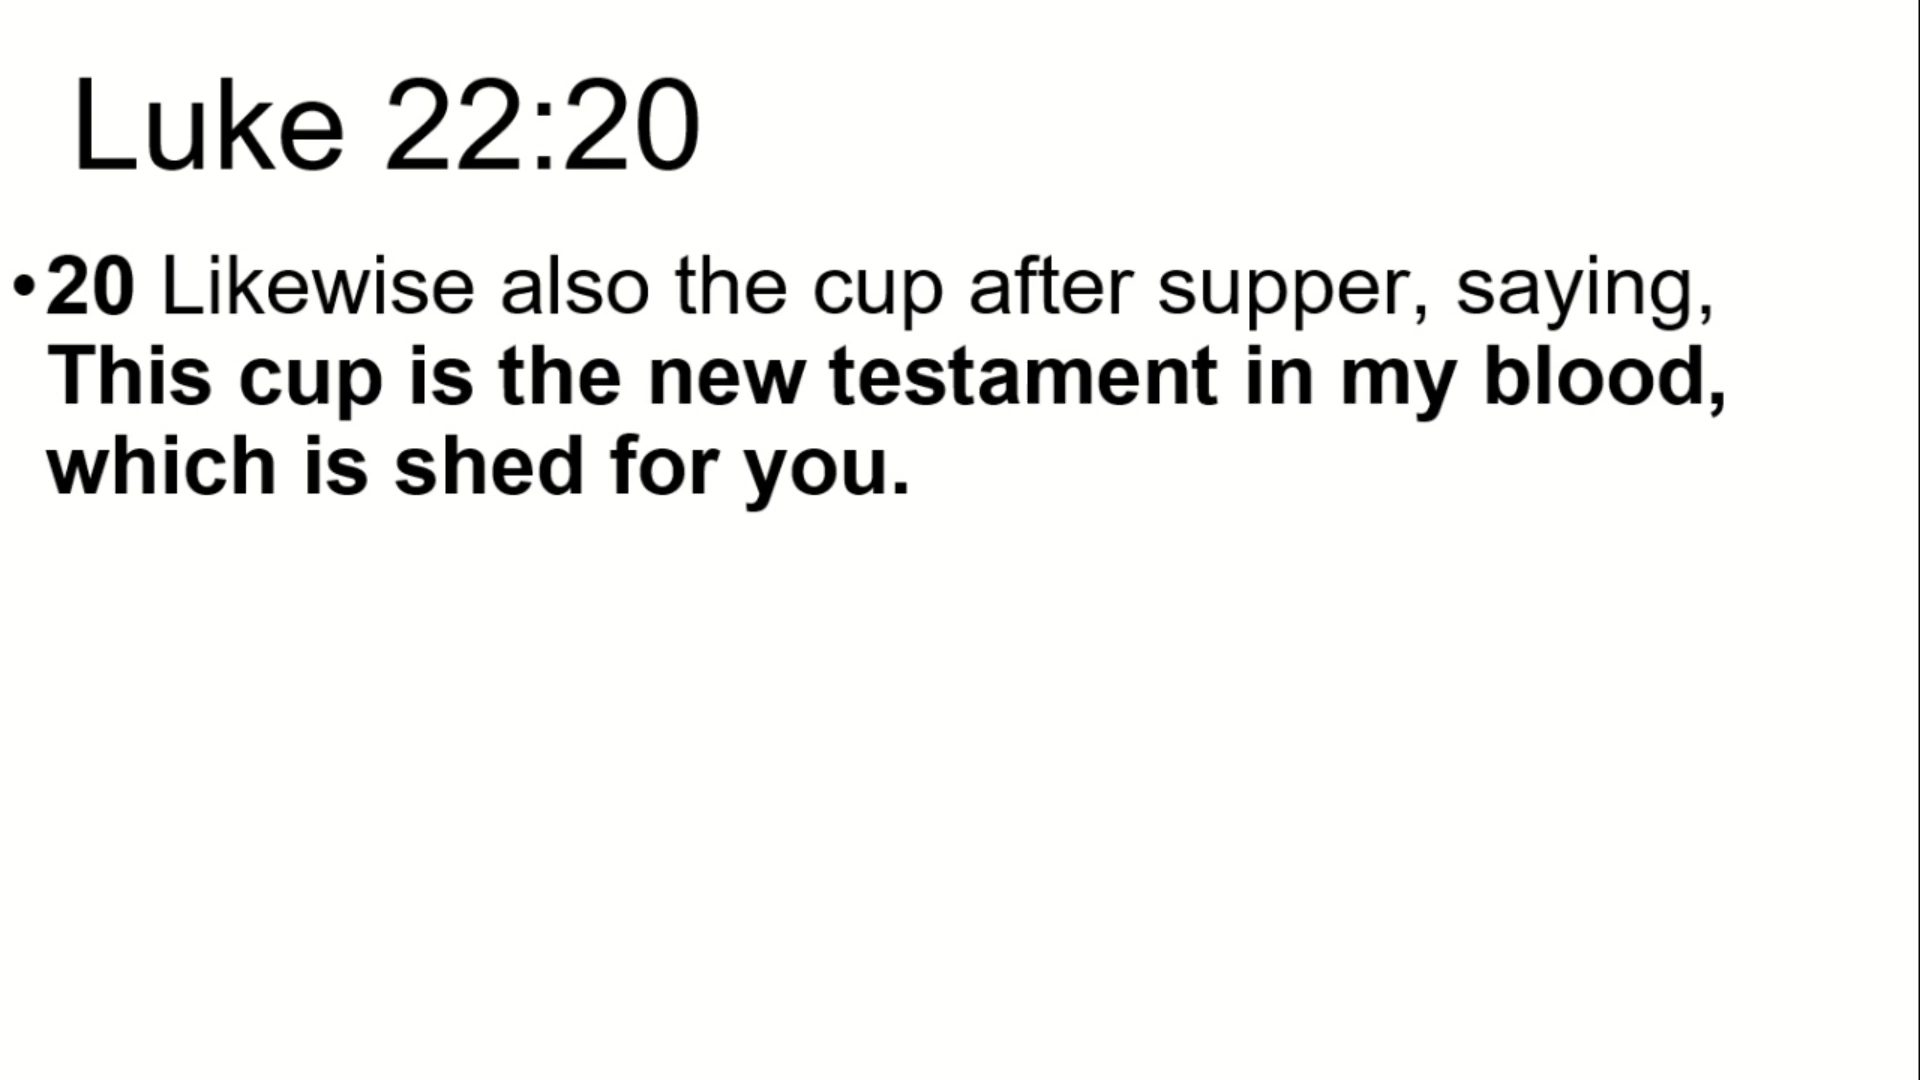 Luke 22:20
•20 Likewise also the cup after supper, saying,
This cup is the new testament in my blood,
which is shed for you.